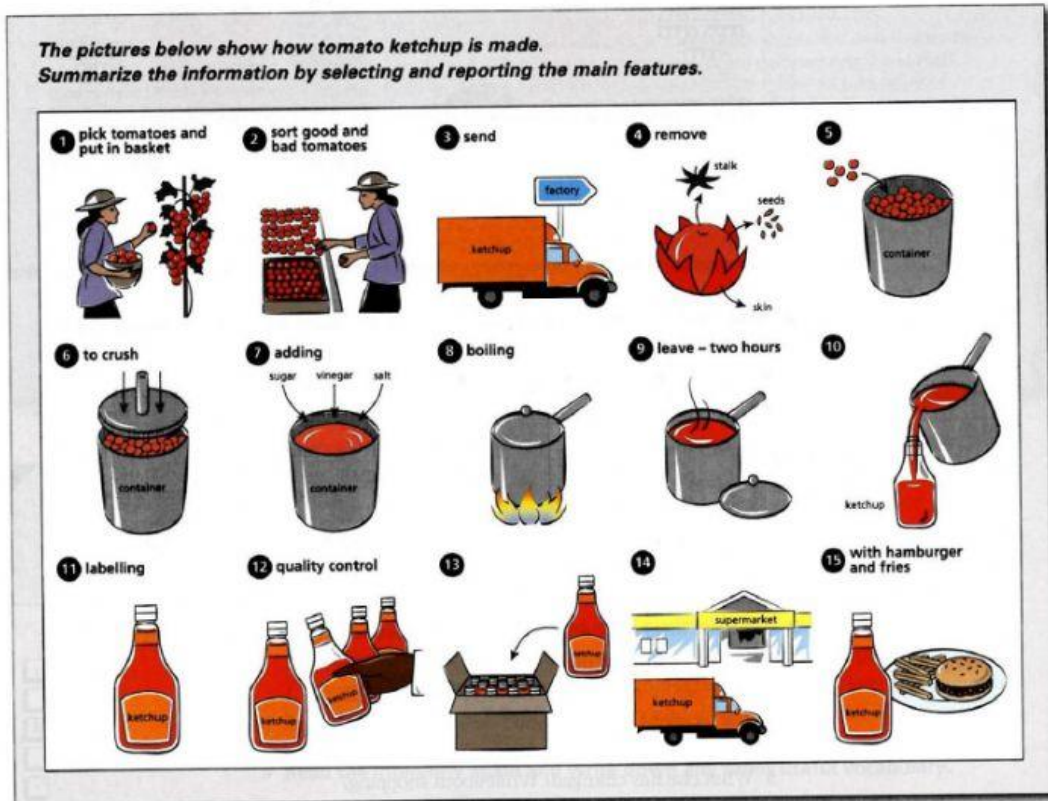 The pictures below show how tomato ketchup is made.
Summarize the information by selecting and reporting the main features.
1 pick tomatoes and
put in basket
2 sort good and
bad tomatoes
3 send
factory
ketchup
4 remove
stalk
seeds
skin
5
container
6 to crush
container
7 adding
sugar vinegar salt
container
8 boiling
9 leave – two hours
10
ketchup
11 labelling
ketchup
12 quality control
ketchup
ketchup
13
ketchup
14
supermarket
ketchup
15 with hamburger
and fries
ketchup